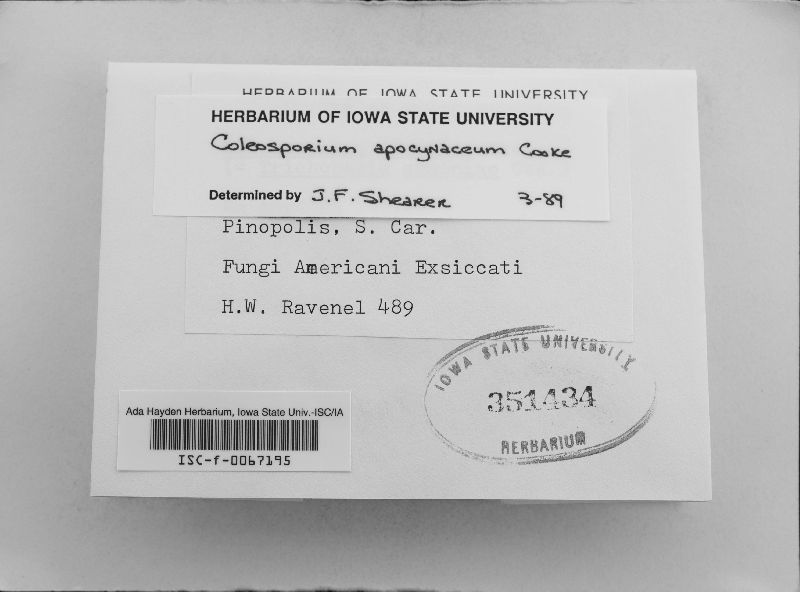 HERBARIUM OF IOWA STATE UNIVERSITY
HERBARIUM OF IOWA STATE UNIVERSITY
Coleosporium apocynaceum Cooke
Determined by J.F. Shearer 3-89
Pinopolis, S. Car.
Fungi Americani Exsiccati
H.W. Ravenel 489
IOWA STATE UNIVERSITY
351434
HERBARIUM
Ada Hayden Herbarium, Iowa State Univ.-ISC/IA
ISC-f-0067195